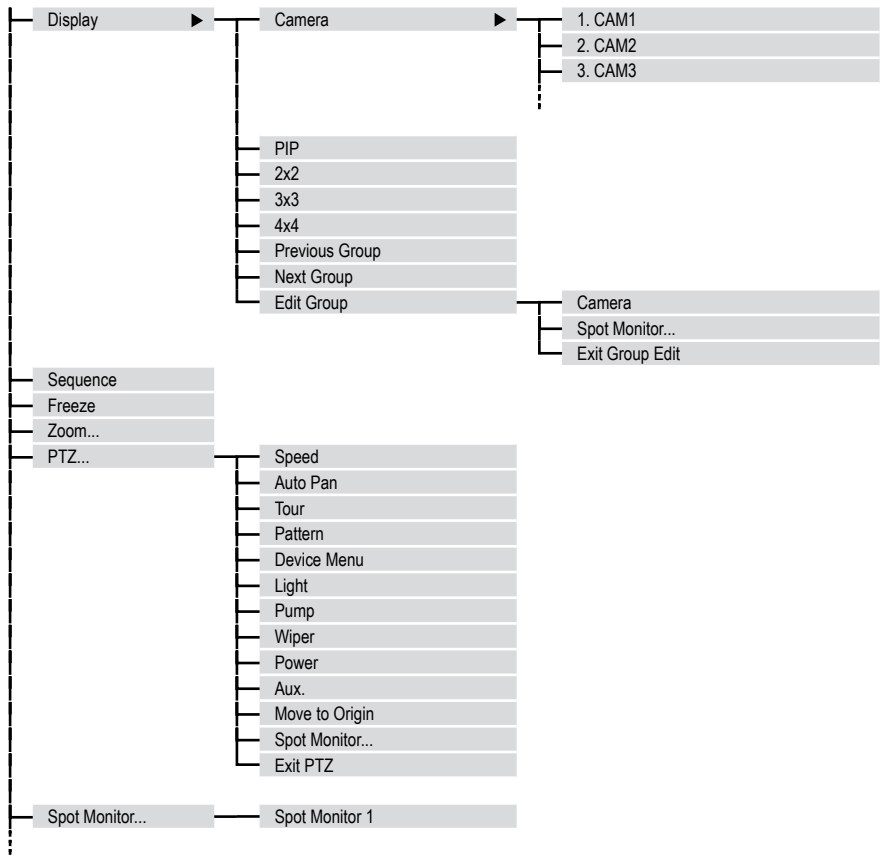 Display ▶
Camera ▶
1. CAM1
2. CAM2
3. CAM3
PIP
2x2
3x3
4x4
Previous Group
Next Group
Edit Group
Camera
Spot Monitor...
Exit Group Edit
Sequence
Freeze
Zoom...
PTZ...
Speed
Auto Pan
Tour
Pattern
Device Menu
Light
Pump
Wiper
Power
Aux.
Move to Origin
Spot Monitor...
Exit PTZ
Spot Monitor...
Spot Monitor 1